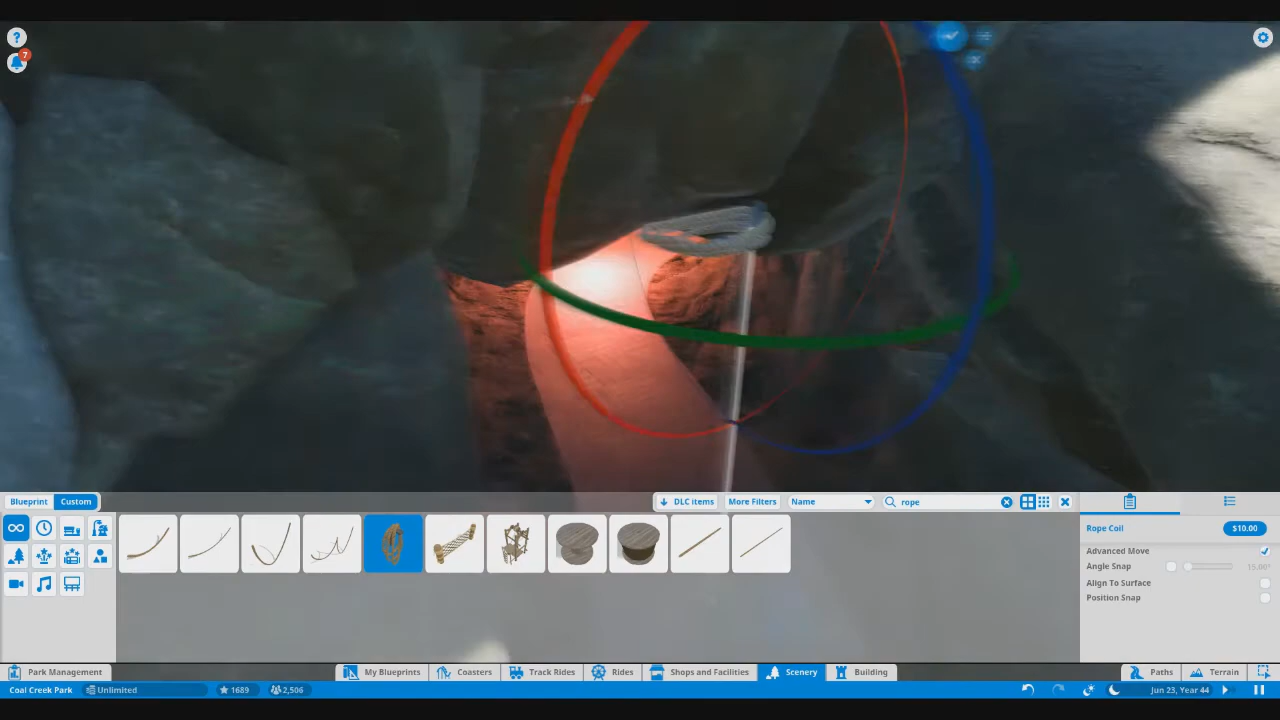 ?
7
Blueprint
Custom
DLC items
More Filters
Name
rope
Rope Coil
$10.00
Advanced Move
Angle Snap
15.00°
Align To Surface
Position Snap
Park Management
My Blueprints
Coasters
Track Rides
Rides
Shops and Facilities
Scenery
Building
Paths
Terrain
Coal Creek Park
Unlimited
1689
2,506
Jun 23, Year 44